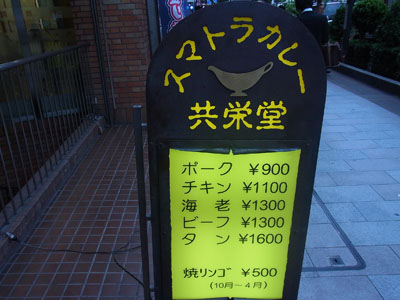 スマトラカレー
共栄堂
ポーク ¥900
チキン ¥1100
海老 ¥1300
ビーフ ¥1300
タン ¥1600
焼リンゴ ¥500
(10月～4月)